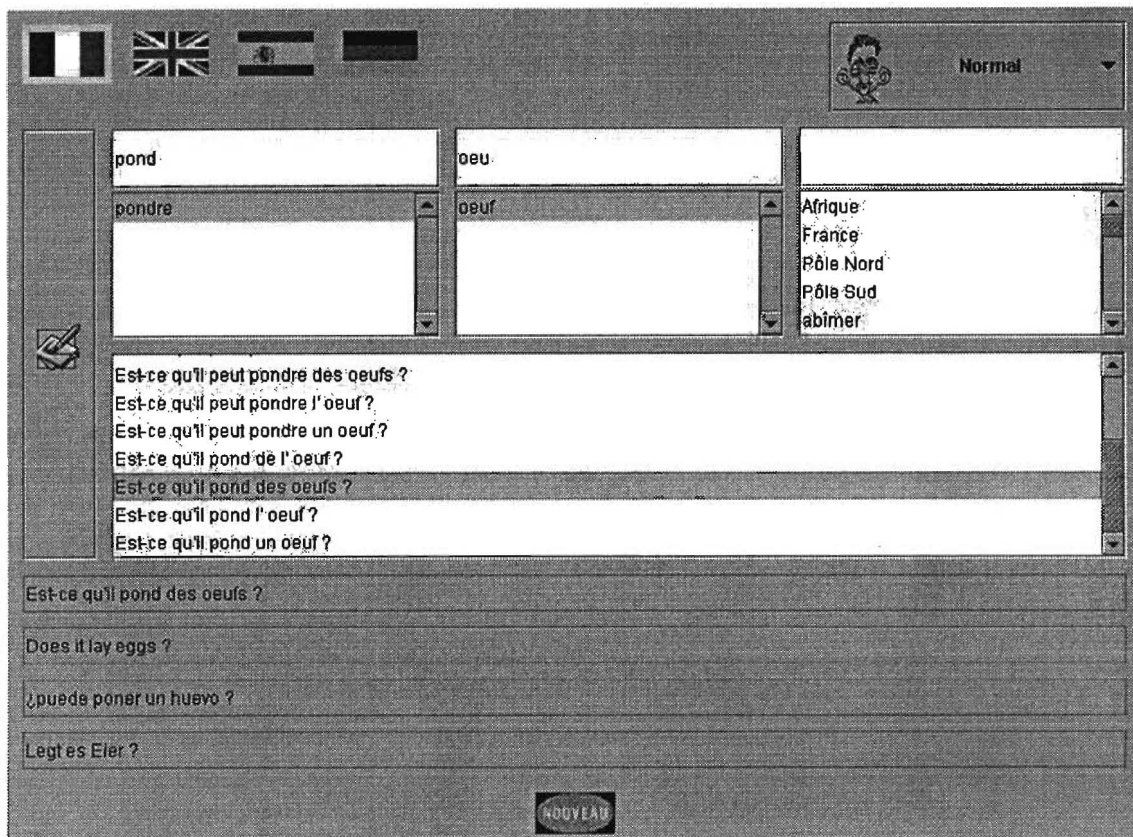 Normal
pond
oeu
pondre
oeuf
Afrique
France
Pôle Nord
Pôle Sud
abîmer
Est-ce qu'il peut pondre des oeufs ?
Est-ce qu'il peut pondre l' oeuf ?
Est-ce qu'il peut pondre un oeuf ?
Est-ce qu'il pond de l' oeuf ?
Est-ce qu'il pond des oeufs ?
Est-ce qu'il pond l' oeuf ?
Est-ce qu'il pond un oeuf ?
Est-ce qu'il pond des oeufs ?
Does it lay eggs ?
¿puede poner un huevo ?
Legt es Eier ?
NOUVEAU